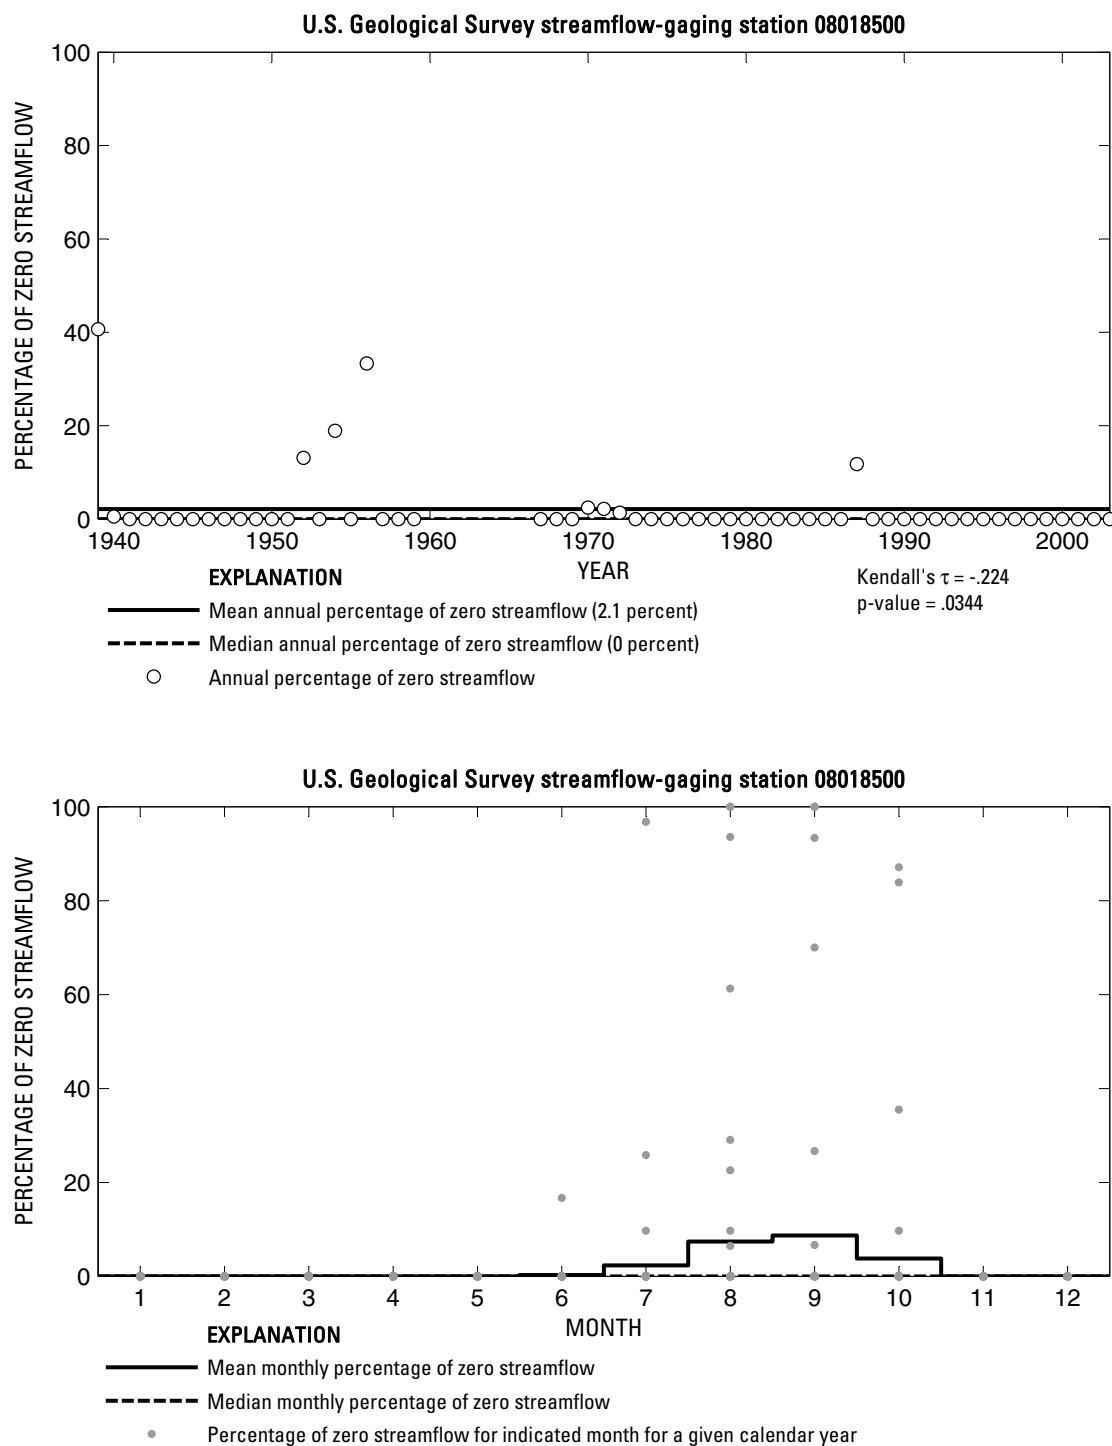 U.S. Geological Survey streamflow-gaging station 08018500
PERCENTAGE OF ZERO STREAMFLOW
100
80
60
40
20
0
1940 1950 1960 1970 1980 1990 2000
YEAR
Kendall's τ = -.224
p-value = .0344
EXPLANATION
Mean annual percentage of zero streamflow (2.1 percent)
Median annual percentage of zero streamflow (0 percent)
Annual percentage of zero streamflow
U.S. Geological Survey streamflow-gaging station 08018500
PERCENTAGE OF ZERO STREAMFLOW
100
80
60
40
20
0
1 2 3 4 5 6 7 8 9 10 11 12
MONTH
EXPLANATION
Mean monthly percentage of zero streamflow
Median monthly percentage of zero streamflow
Percentage of zero streamflow for indicated month for a given calendar year